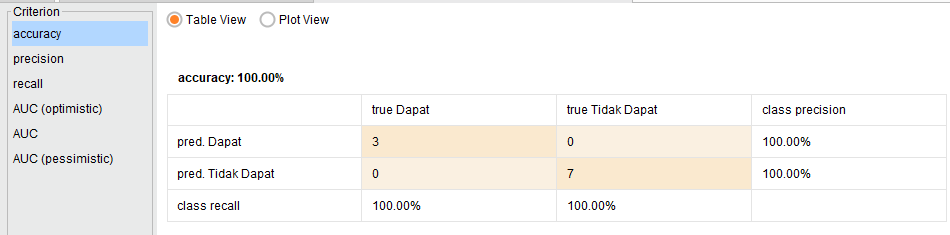 Criterion
accuracy
precision
recall
AUC (optimistic)
AUC
AUC (pessimistic)
Table View Plot View
accuracy: 100.00%
true Dapat true Tidak Dapat class precision
pred. Dapat 3 0 100.00%
pred. Tidak Dapat 0 7 100.00%
class recall 100.00% 100.00%